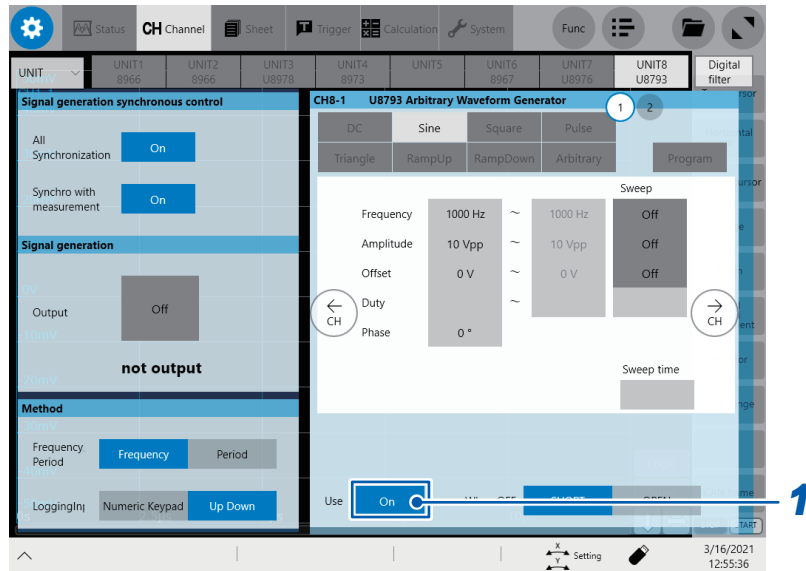 Status CH Channel Sheet Trigger Calculation System Func
UNIT UNIT1 UNIT2 UNIT3 UNIT4 UNIT5 UNIT6 UNIT7 UNIT8 Digital
8966 8966 U8978 8973 8967 U8976 U8793 filter
Signal generation synchronous control
All
Synchronization On
Synchro with
measurement On
Signal generation
Output Off
not output
Method
Frequency
Period Frequency Period
LoggingIn Numeric Keypad Up Down
CH8-1 U8793 Arbitrary Waveform Generator 1 2
DC Sine Square Pulse
Triangle RampUp RampDown Arbitrary Program
Sweep
Frequency 1000 Hz ~ 1000 Hz Off
Amplitude 10 Vpp ~ 10 Vpp Off
Offset 0 V ~ 0 V Off
Duty ~
Phase 0 °
← CH
→ CH
Sweep time
Use On OFF SHORT OPEN
1
START
Setting
3/16/2021
12:55:36